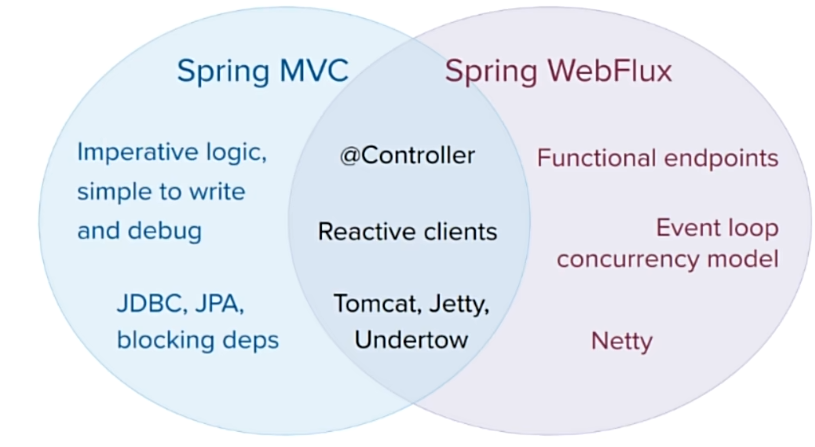 Spring MVC
Spring WebFlux
Imperative logic,
simple to write
and debug
JDBC, JPA,
blocking deps
@Controller
Reactive clients
Tomcat, Jetty,
Undertow
Functional endpoints
Event loop
concurrency model
Netty